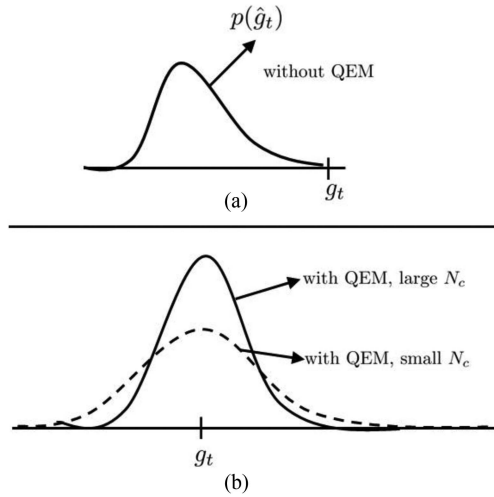 p(ĝ_t)
without QEM
g_t
(a)
with QEM, large N_c
with QEM, small N_c
g_t
(b)